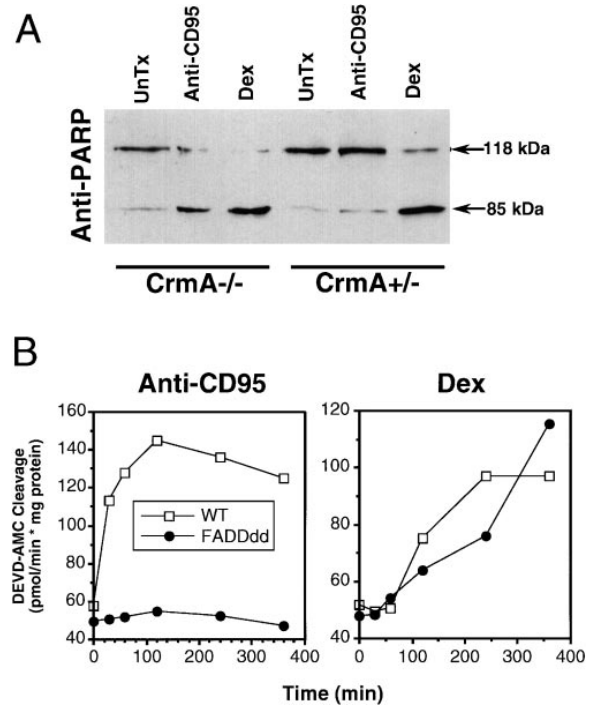 A
UnTx
Anti-CD95
Dex
UnTx
Anti-CD95
Dex
Anti-PARP
118 kDa
85 kDa
CrmA-/-
CrmA+/-
B
Anti-CD95
Dex
DEVD-AMC Cleavage
(pmol/min * mg protein)
160
140
120
100
80
60
40
WT
FADDdd
0
100
200
300
400
120
100
80
60
40
0
100
200
300
400
Time (min)